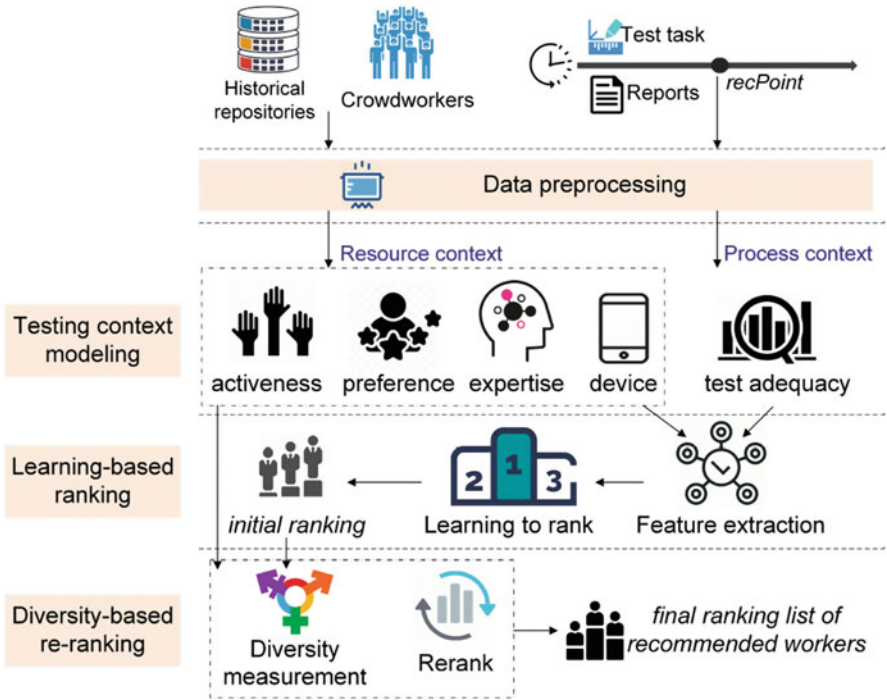 Historical
repositories
Crowdworkers
Test task
Reports
recPoint
Data preprocessing
Resource context
Process context
Testing context
modeling
activeness
preference
expertise
device
test adequacy
Learning-based
ranking
2
1
3
initial ranking
Learning to rank
Feature extraction
Diversity-based
re-ranking
Diversity
measurement
Rerank
final ranking list of
recommended workers